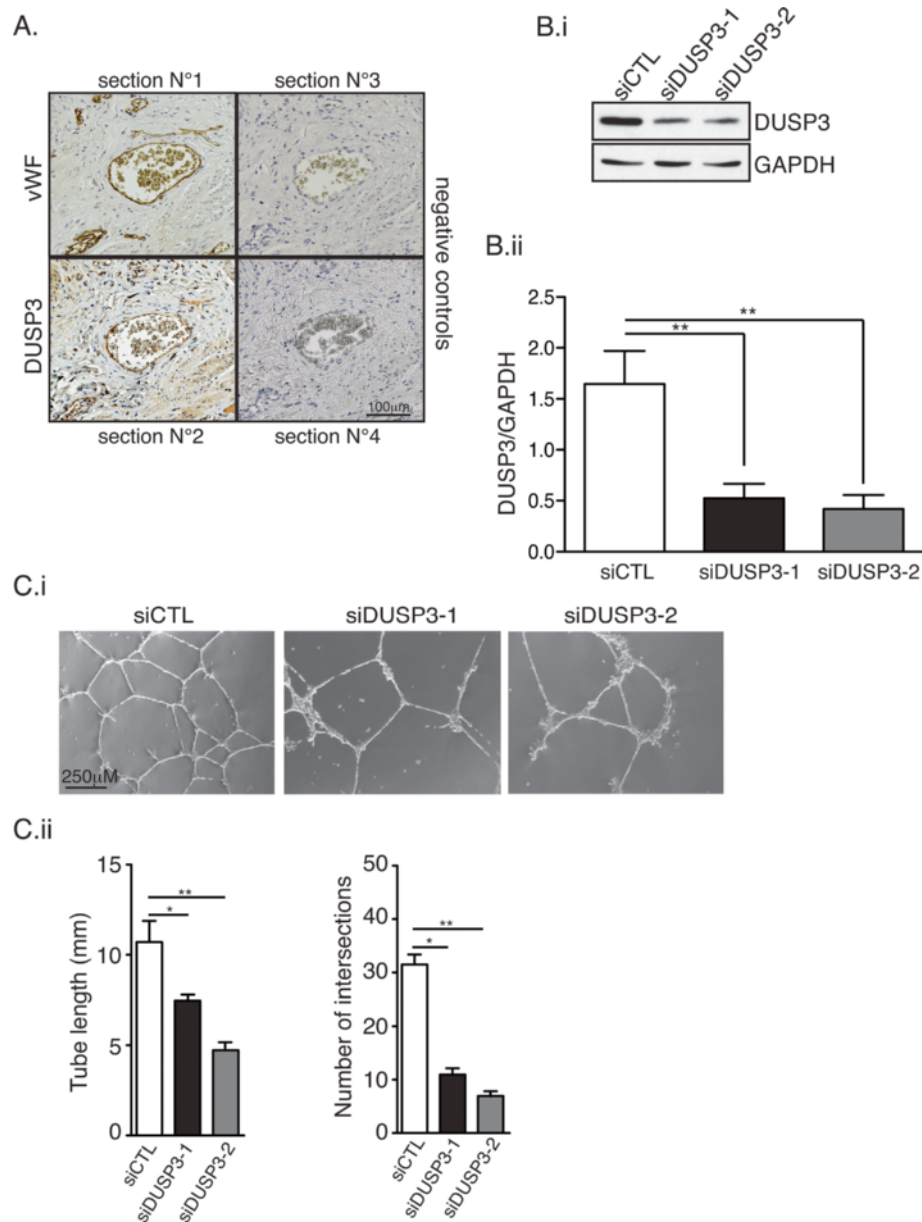 A.
section N°1 section N°3
vWF
DUSP3
negative controls
100µm
section N°2 section N°4
B.i
siCTL siDUSP3-1 siDUSP3-2
DUSP3
GAPDH
B.ii
DUSP3/GAPDH
2.5
2.0
1.5
1.0
0.5
0.0
**
**
siCTL siDUSP3-1 siDUSP3-2
C.i
siCTL siDUSP3-1 siDUSP3-2
250µM
C.ii
Tube length (mm)
15
10
5
0
**
*
siCTL siDUSP3-1 siDUSP3-2
Number of intersections
50
40
30
20
10
0
**
*
siCTL siDUSP3-1 siDUSP3-2